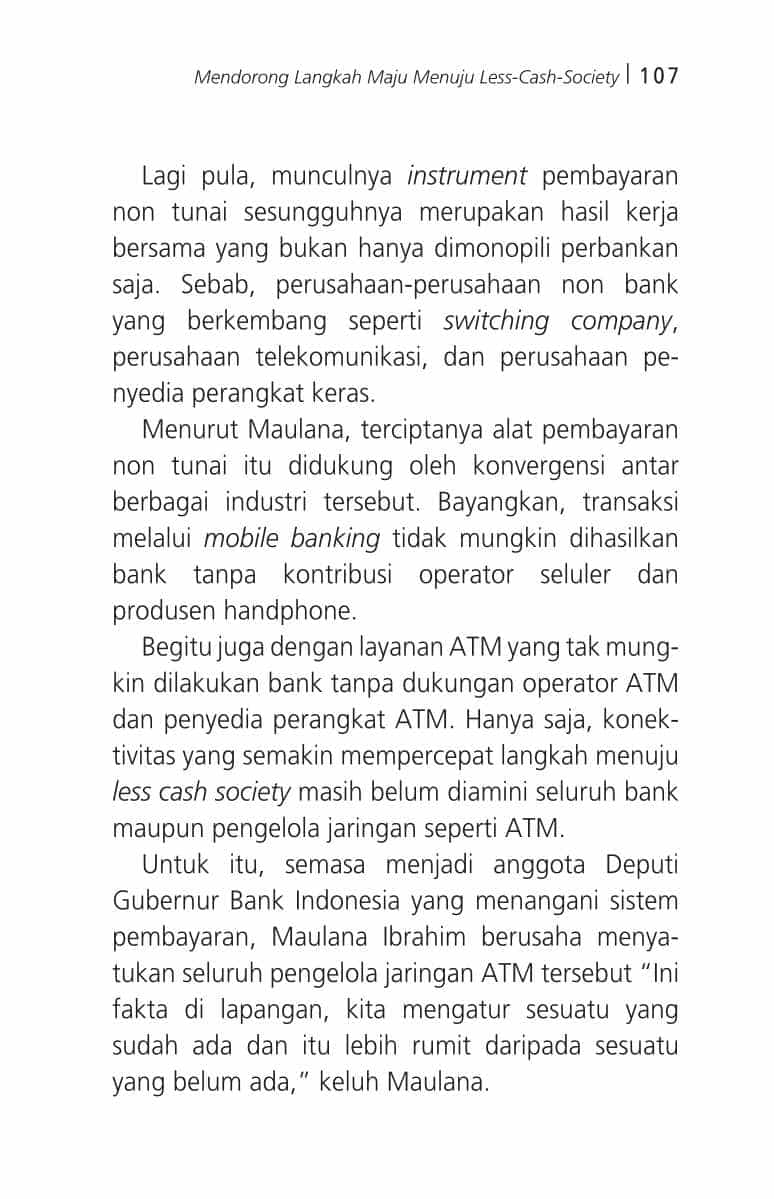 Mendorong Langkah Maju Menuju Less-Cash-Society | 107
Lagi pula, munculnya instrument pembayaran
non tunai sesungguhnya merupakan hasil kerja
bersama yang bukan hanya dimonopili perbankan
saja. Sebab, perusahaan-perusahaan non bank
yang berkembang seperti switching company,
perusahaan telekomunikasi, dan perusahaan pe-
nyedia perangkat keras.
Menurut Maulana, terciptanya alat pembayaran
non tunai itu didukung oleh konvergensi antar
berbagai industri tersebut. Bayangkan, transaksi
melalui mobile banking tidak mungkin dihasilkan
bank tanpa kontribusi operator seluler dan
produsen handphone.
Begitu juga dengan layanan ATM yang tak mung-
kin dilakukan bank tanpa dukungan operator ATM
dan penyedia perangkat ATM. Hanya saja, konek-
tivitas yang semakin mempercepat langkah menuju
less cash society masih belum diamini seluruh bank
maupun pengelola jaringan seperti ATM.
Untuk itu, semasa menjadi anggota Deputi
Gubernur Bank Indonesia yang menangani sistem
pembayaran, Maulana Ibrahim berusaha menya-
tukan seluruh pengelola jaringan ATM tersebut “Ini
fakta di lapangan, kita mengatur sesuatu yang
sudah ada dan itu lebih rumit daripada sesuatu
yang belum ada,” keluh Maulana.